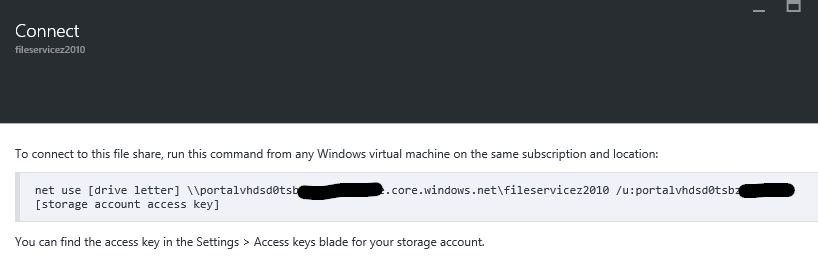 Connect
fileservicez2010
To connect to this file share, run this command from any Windows virtual machine on the same subscription and location:
net use [drive letter] \\portalvhdsd0tsb .core.windows.net\fileservicez2010 /u:portalvhdsd0tsbz
[storage account access key]
You can find the access key in the Settings > Access keys blade for your storage account.